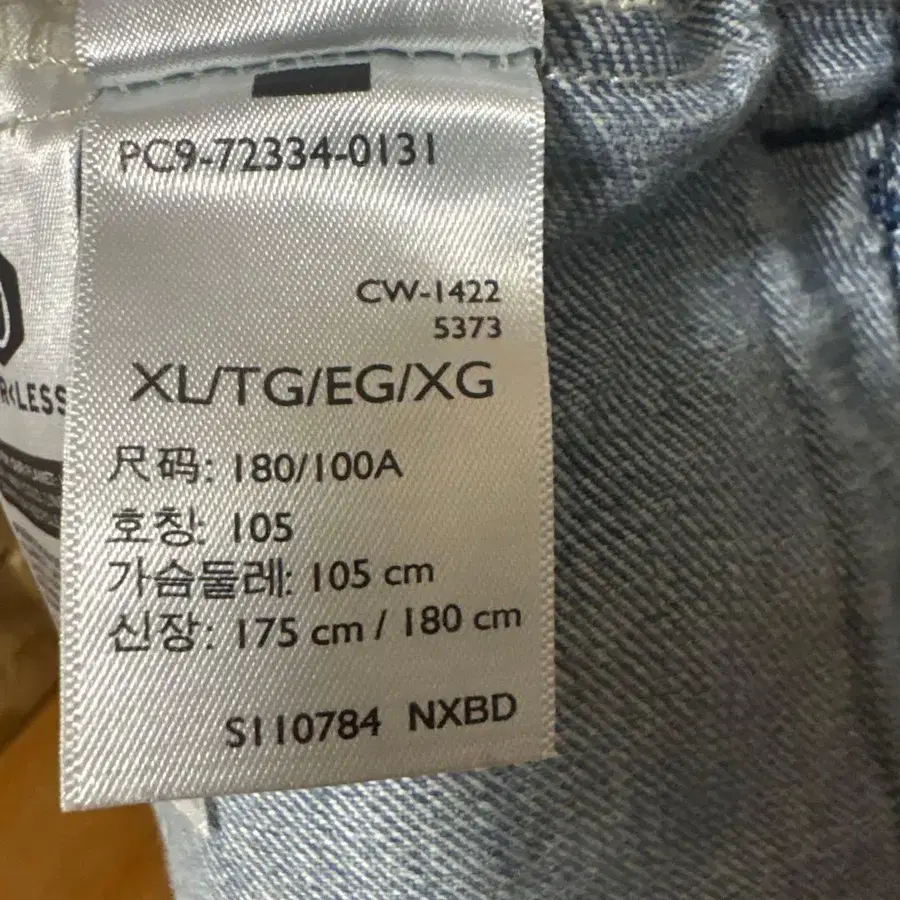 PC9-72334-0131
CW-1422
5373
XL/TG/EG/XG
尺码: 180/100A
호칭: 105
가슴둘레: 105 cm
신장: 175 cm / 180 cm
S110784 NXBD
LESS